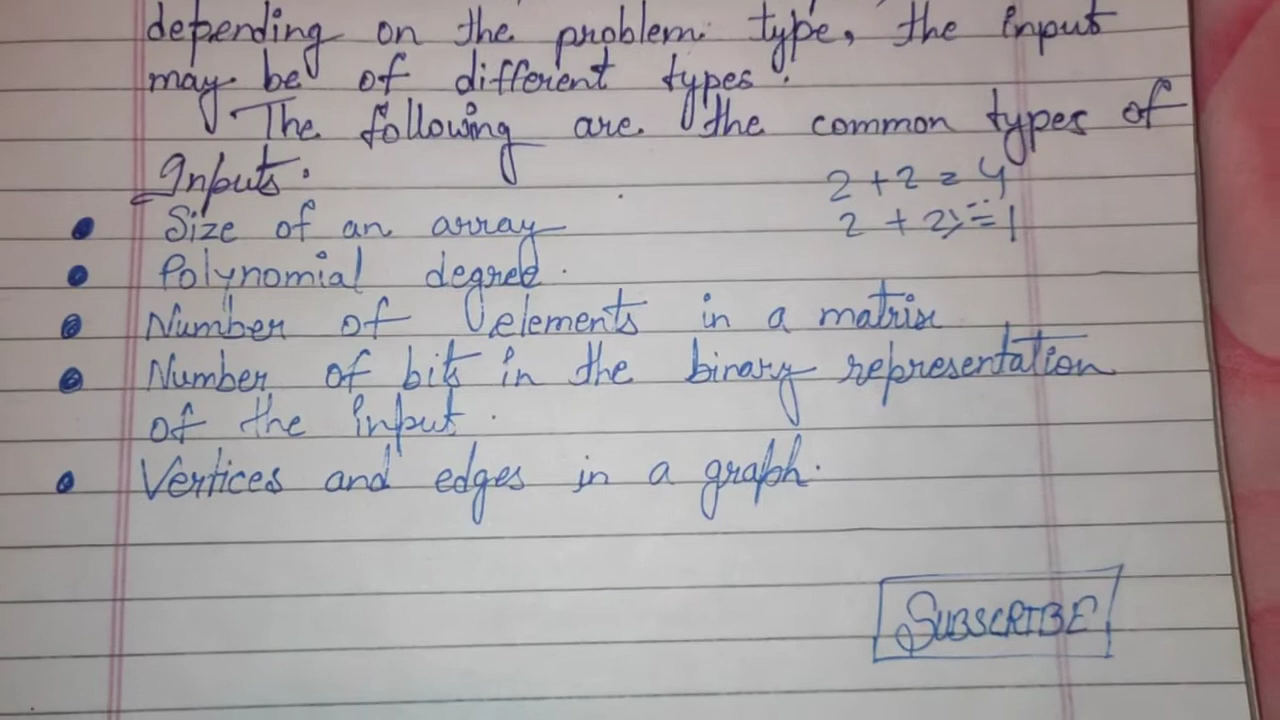 depending on the problem type, the input
may be of different types.
The following are the common types of
Inputs:
2 + 2 = 4
• Size of an array
• Polynomial degree.
• Number of elements in a matrix
• Number of bits in the binary representation
of the input.
• Vertices and edges in a graph.
SUBSCRIBE